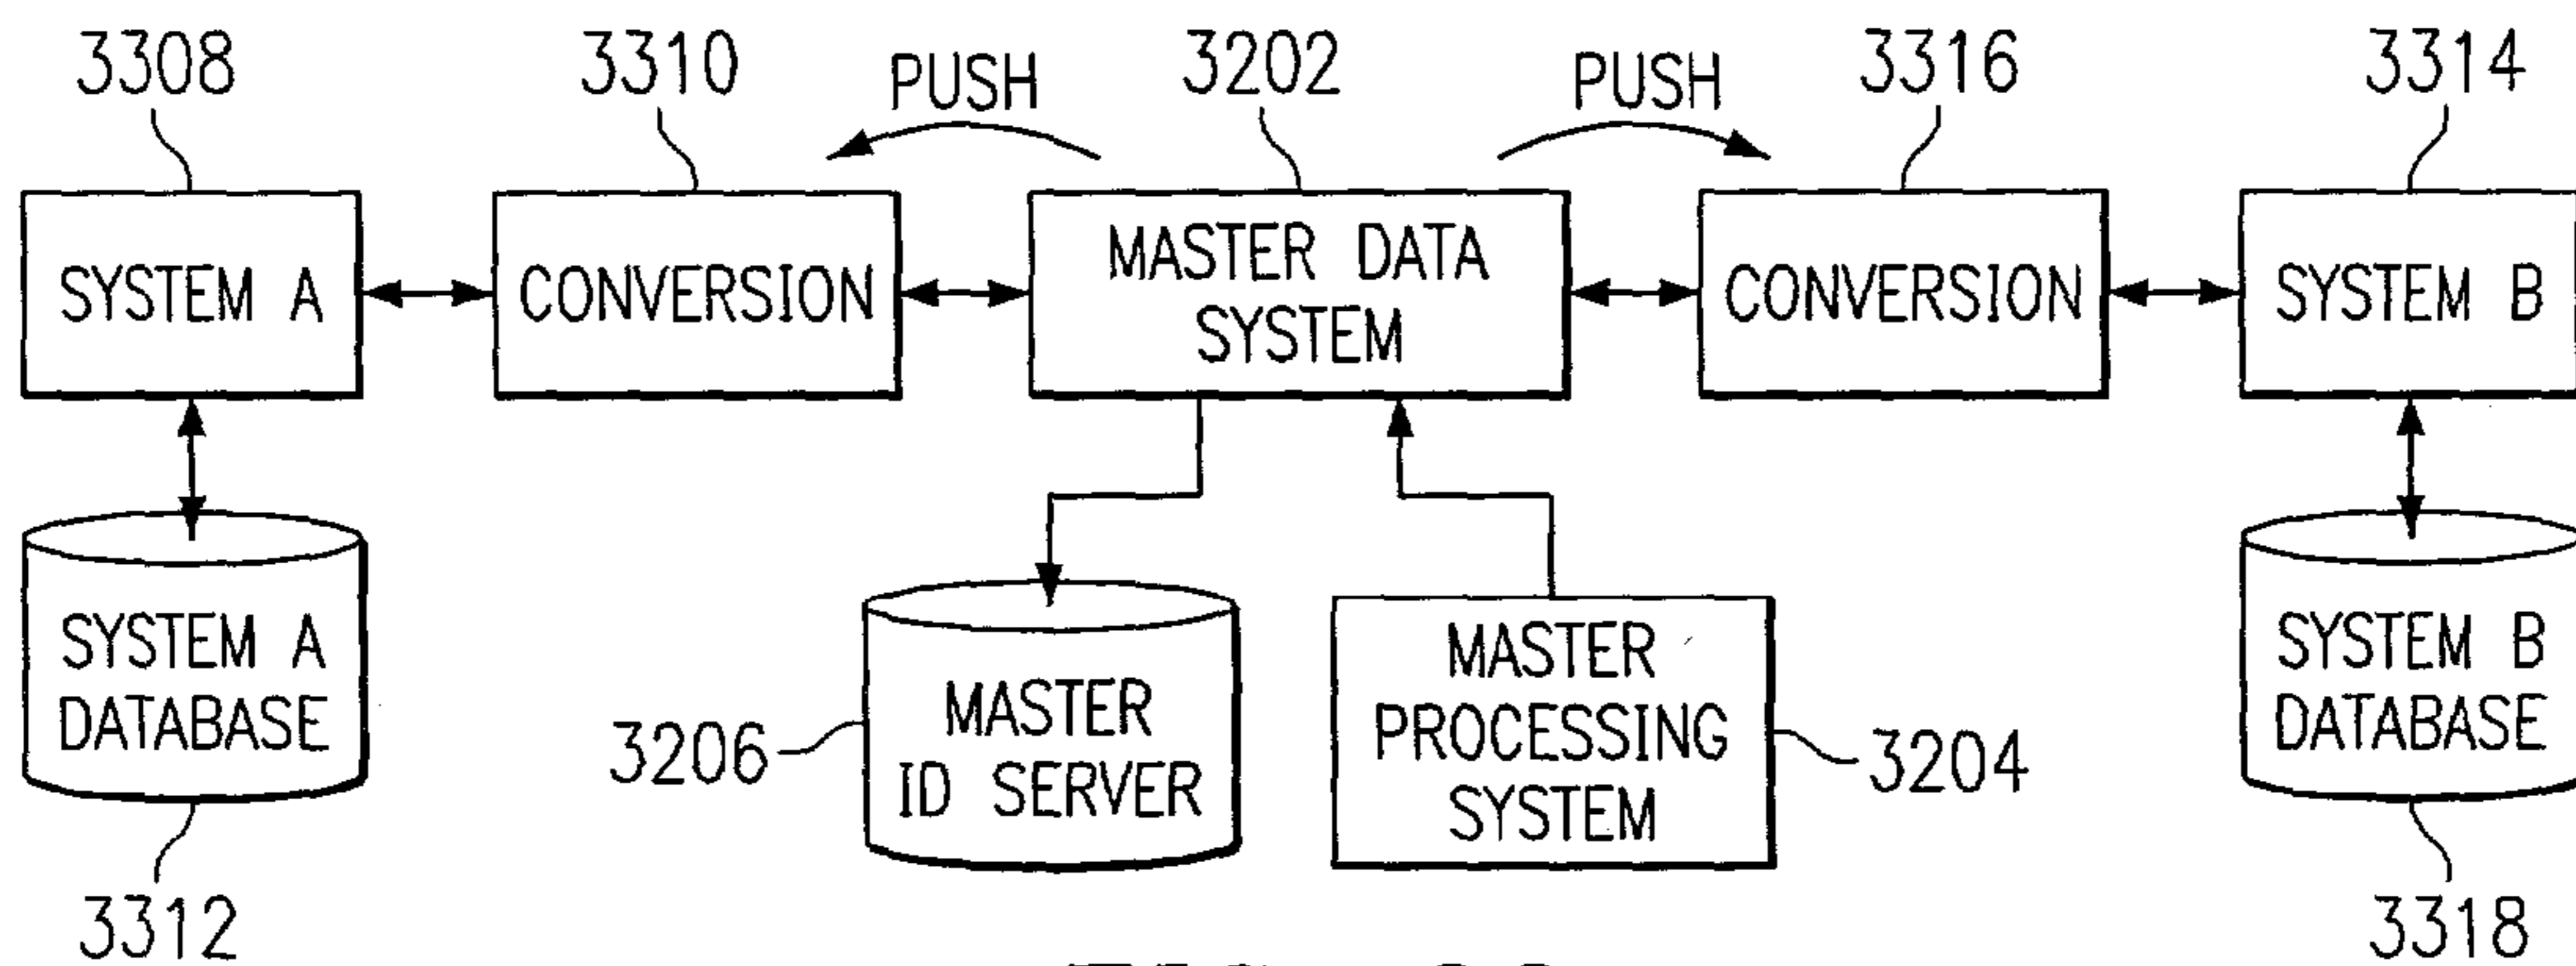 3308
3310
PUSH
3202
PUSH
3316
3314
SYSTEM A
CONVERSION
MASTER DATA
SYSTEM
CONVERSION
SYSTEM B
SYSTEM A
DATABASE
3206
MASTER
ID SERVER
MASTER
PROCESSING
SYSTEM
3204
SYSTEM B
DATABASE
3312
3318